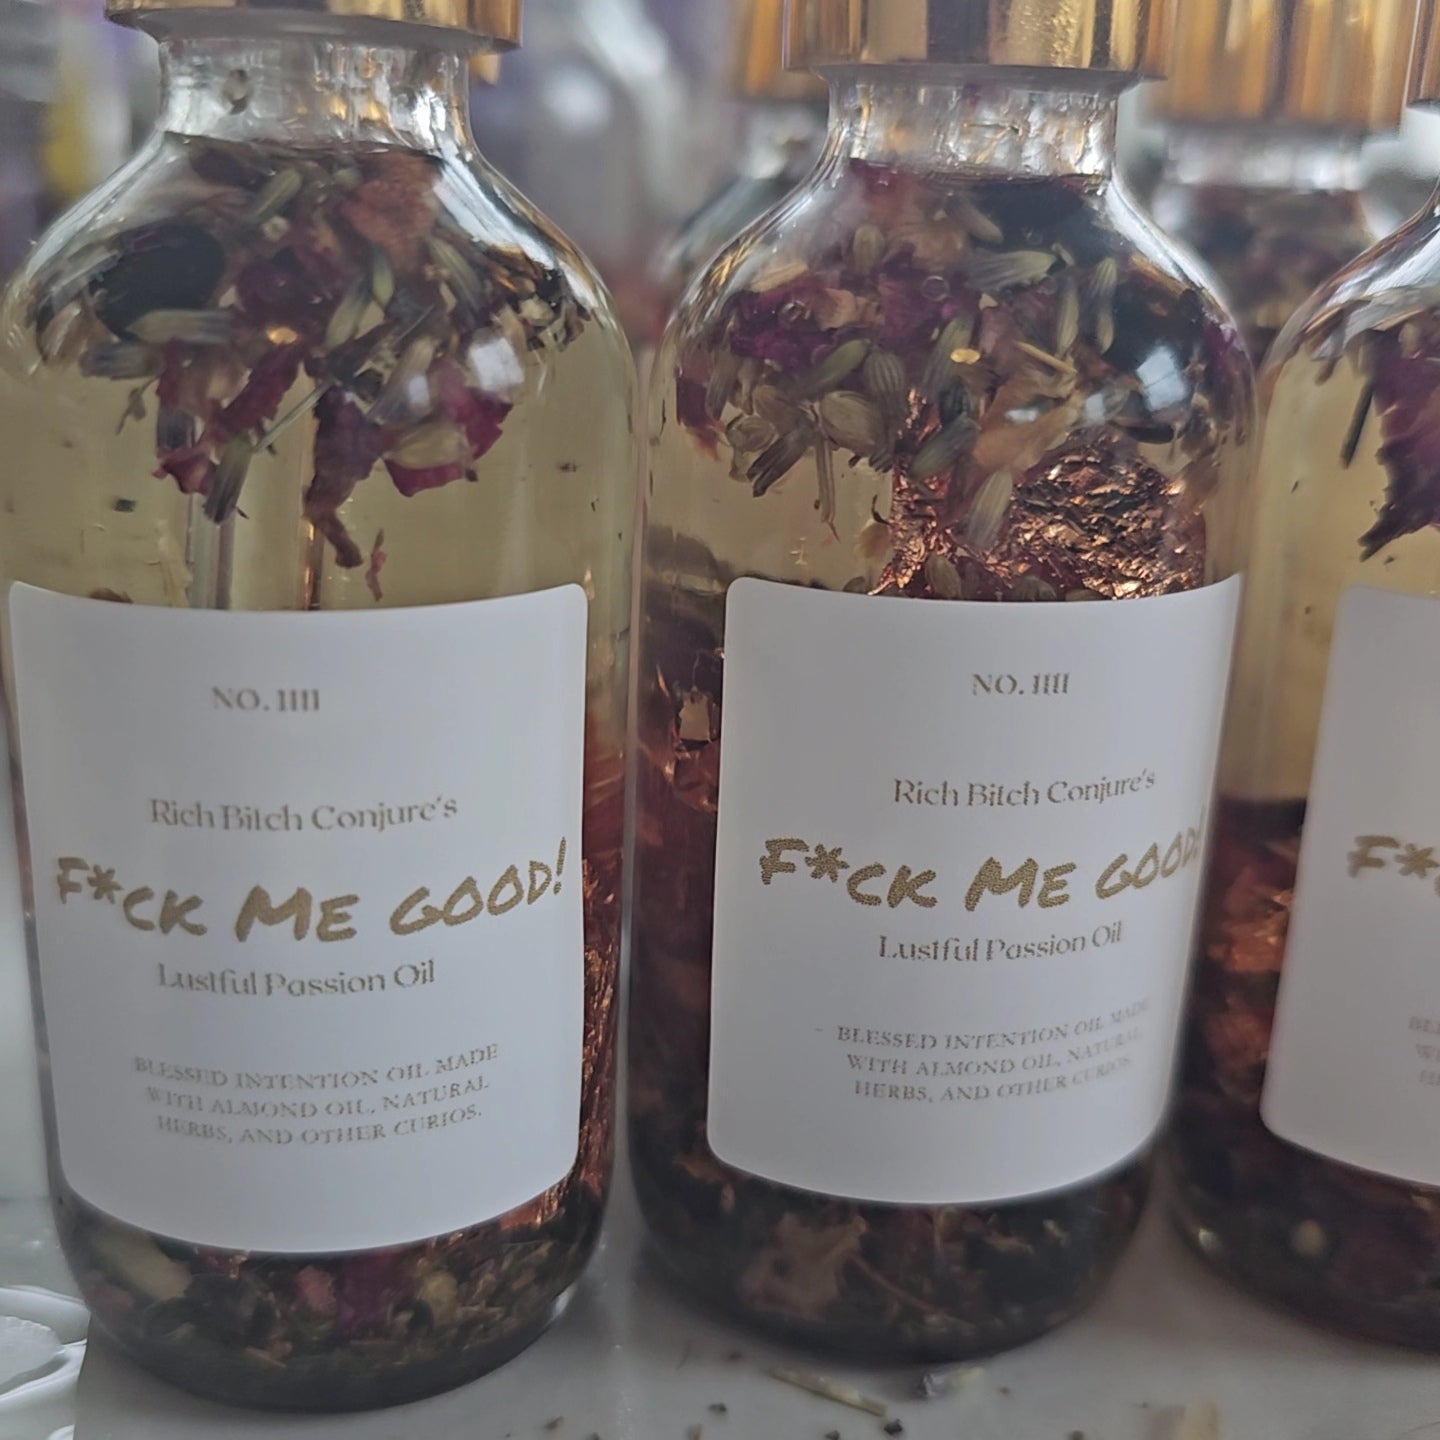 NO. 1111
Rich Bitch Conjure's
F*CK ME GOOD!
Lustful Passion Oil
BLESSED INTENTION OIL MADE
WITH ALMOND OIL, NATURAL
HERBS, AND OTHER CURIOS.
NO. 1111
Rich Bitch Conjure's
F*CK ME GOOD!
Lustful Passion Oil
BLESSED INTENTION OIL MADE
WITH ALMOND OIL, NATURAL
HERBS, AND OTHER CURIOS.
F*